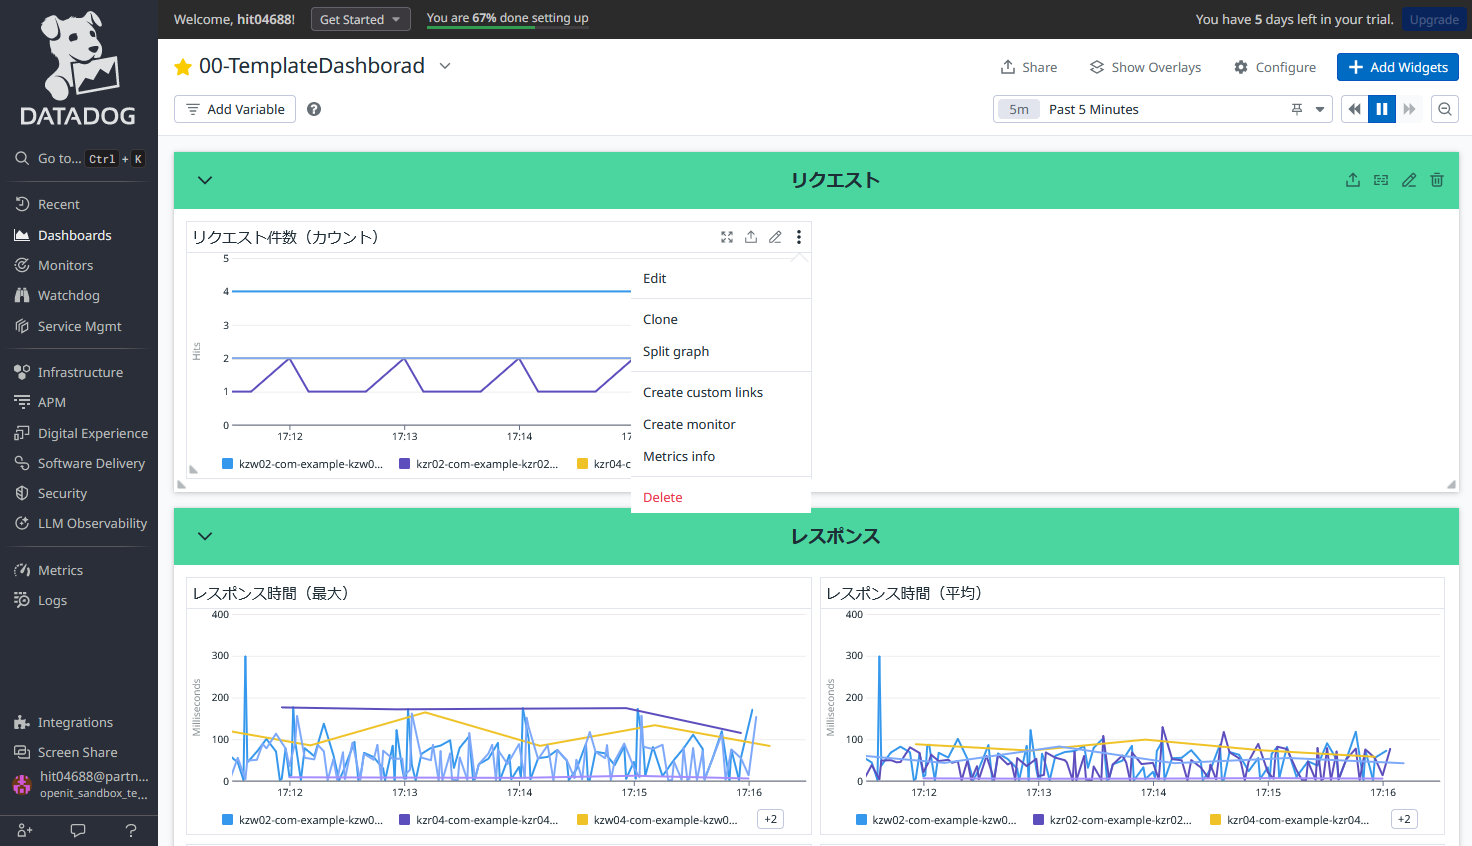 Welcome, hit04688!
Get Started
You are 67% done setting up
You have 5 days left in your trial.
Upgrade
DATADOG
Go to... Ctrl + K
Recent
Dashboards
Monitors
Watchdog
Service Mgmt
Infrastructure
APM
Digital Experience
Software Delivery
Security
LLM Observability
Metrics
Logs
Integrations
Screen Share
hit04688@partn...
openit_sandbox_te...
?
00-TemplateDashborad
Share
Show Overlays
Configure
+ Add Widgets
Add Variable
?
5m Past 5 Minutes
リクエスト
リクエスト件数（カウント）
5
4
3
2
1
0
Hits
17:12 17:13 17:14 17:
kzw02-com-example-kzw0... kzr02-com-example-kzr02... kzr04-c
Edit
Clone
Split graph
Create custom links
Create monitor
Metrics info
Delete
レスポンス
レスポンス時間（最大）
400
300
200
100
0
Milliseconds
17:12 17:13 17:14 17:15 17:16
kzw02-com-example-kzw0... kzr04-com-example-kzr04... kzw04-com-example-kzw0... +2
レスポンス時間（平均）
400
300
200
100
0
Milliseconds
17:12 17:13 17:14 17:15 17:16
kzw02-com-example-kzw0... kzr02-com-example-kzr02... kzr04-com-example-kzr04... +2